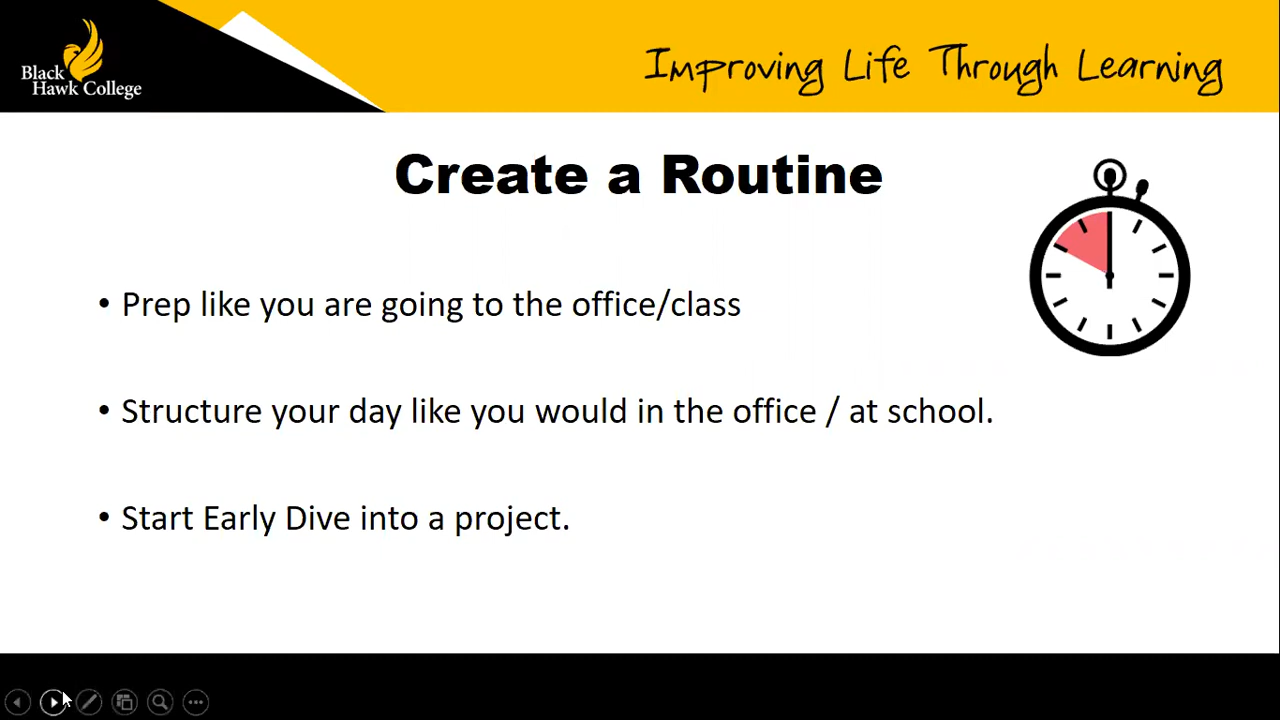 Black
Hawk College
Improving Life Through Learning
Create a Routine
• Prep like you are going to the office/class
• Structure your day like you would in the office / at school.
• Start Early Dive into a project.